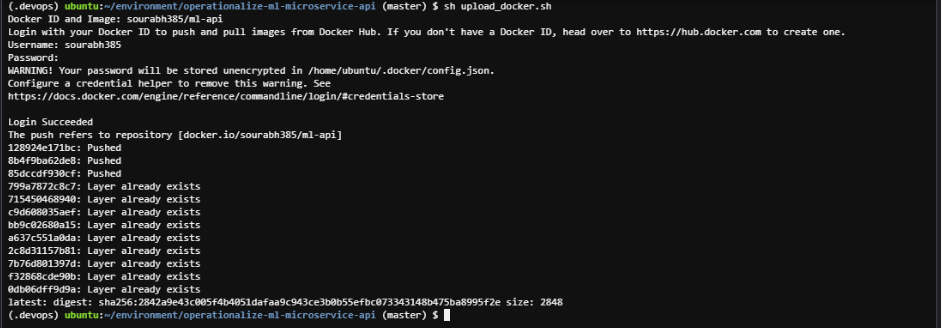 (.devops) ubuntu:~/environment/operationalize-ml-microservice-api (master) $ sh upload_docker.sh
Docker ID and Image: sourabh385/ml-api
Login with your Docker ID to push and pull images from Docker Hub. If you don't have a Docker ID, head over to https://hub.docker.com to create one.
Username: sourabh385
Password:
WARNING! Your password will be stored unencrypted in /home/ubuntu/.docker/config.json.
Configure a credential helper to remove this warning. See
https://docs.docker.com/engine/reference/commandline/login/#credentials-store
Login Succeeded
The push refers to repository [docker.io/sourabh385/ml-api]
128924e171bc: Pushed
8b4f9ba62de8: Pushed
85dccdf930cf: Pushed
799a7872c8c7: Layer already exists
715450468940: Layer already exists
c9d608035aef: Layer already exists
bb9c02680a15: Layer already exists
a637c551a0da: Layer already exists
2c8d31157b81: Layer already exists
7b76d801397d: Layer already exists
f32868cde90b: Layer already exists
0db06dff9d9a: Layer already exists
latest: digest: sha256:2842a9e43c005f4b4051dafaa9c943ce3b0b55efbc073343148b475ba8995f2e size: 2848
(.devops) ubuntu:~/environment/operationalize-ml-microservice-api (master) $